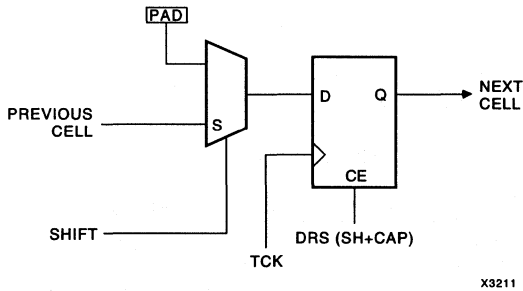 PAD
PREVIOUS
CELL
S
D
Q
NEXT
CELL
CE
SHIFT
TCK
DRS (SH+CAP)
X3211